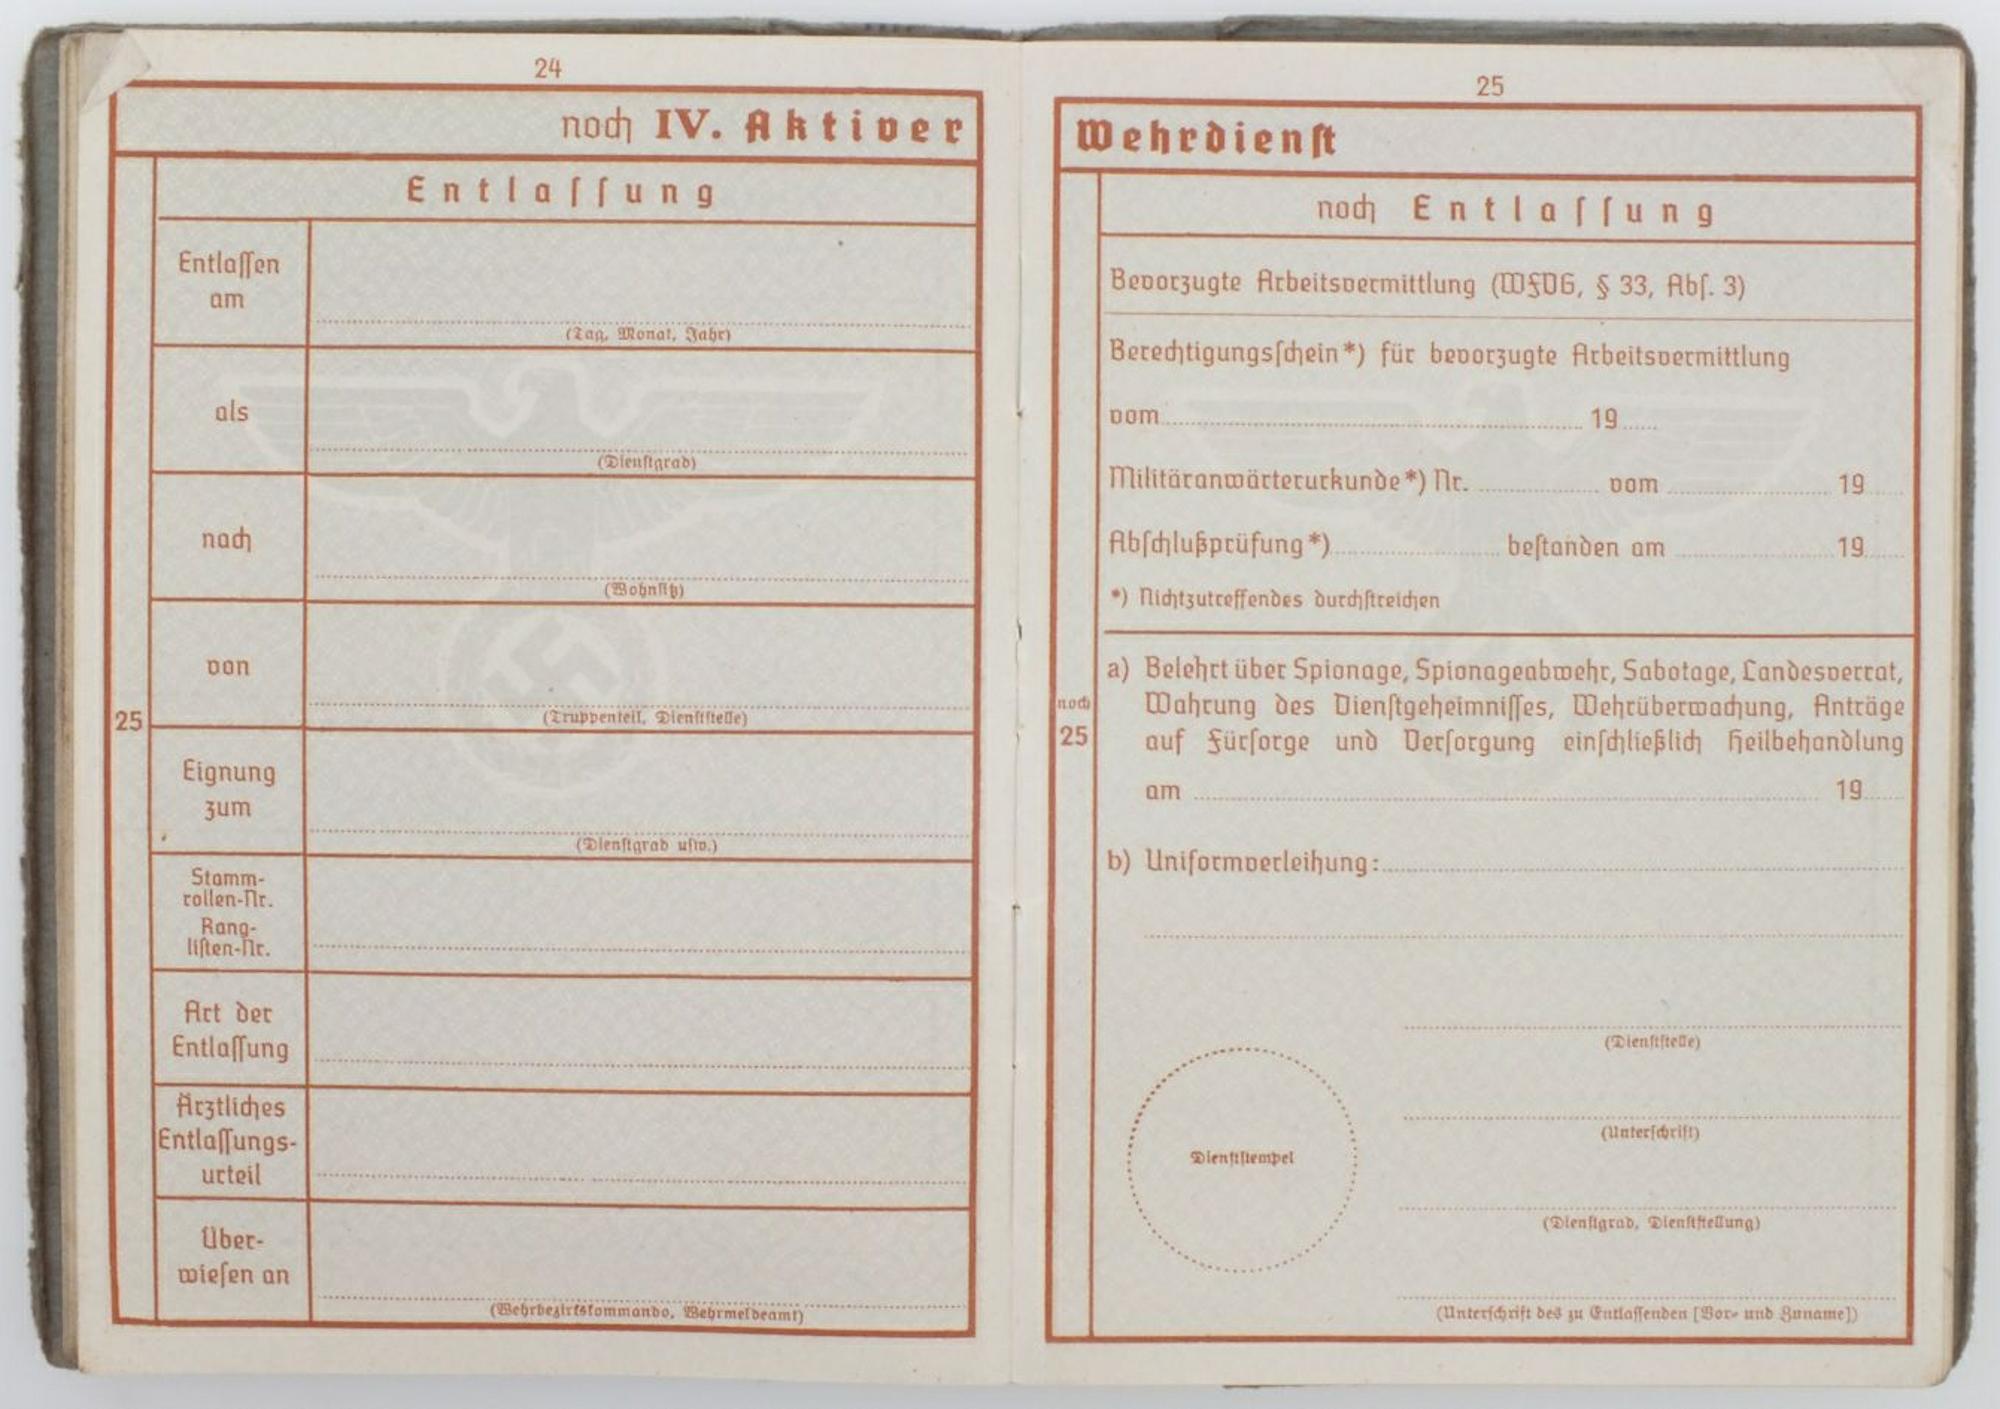 24
noch IV. Aktiver
Entlaſſung
25
Entlaſſen
am
(Tag, Monat, Jahr)
als
(Dienſtgrad)
nach
(Wohnſitz)
von
(Truppenteil, Dienſtſtelle)
Eignung
zum
(Dienſtgrad uſw.)
Stamm-
rollen-Nr.
Rang-
liſten-Nr.
Art der
Entlaſſung
Ärztliches
Entlaſſungs-
urteil
Über-
wieſen an
(Wehrbezirkskommando, Wehrmeldeamt)
25
Wehrdienſt
noch Entlaſſung
noch
25
Bevorzugte Arbeitsvermittlung (WFVG, § 33, Abſ. 3)
Berechtigungsſchein*) für bevorzugte Arbeitsvermittlung
vom 19
Militäranwärterurkunde*) Nr. vom 19
Abſchlußprüfung*) beſtanden am 19
*) Nichtzutreffendes durchſtreichen
a) Belehrt über Spionage, Spionageabwehr, Sabotage, Landesverrat,
Wahrung des Dienſtgeheimniſſes, Wehrüberwachung, Anträge
auf Fürſorge und Verſorgung einſchließlich Heilbehandlung
am 19
b) Uniformverleihung:
(Dienſtſtelle)
(Unterſchrift)
Dienſtſtempel
(Dienſtgrad, Dienſtſtellung)
(Unterſchrift des zu Entlaſſenden [Vor- und Zuname])